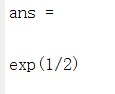 ans =
exp(1/2)